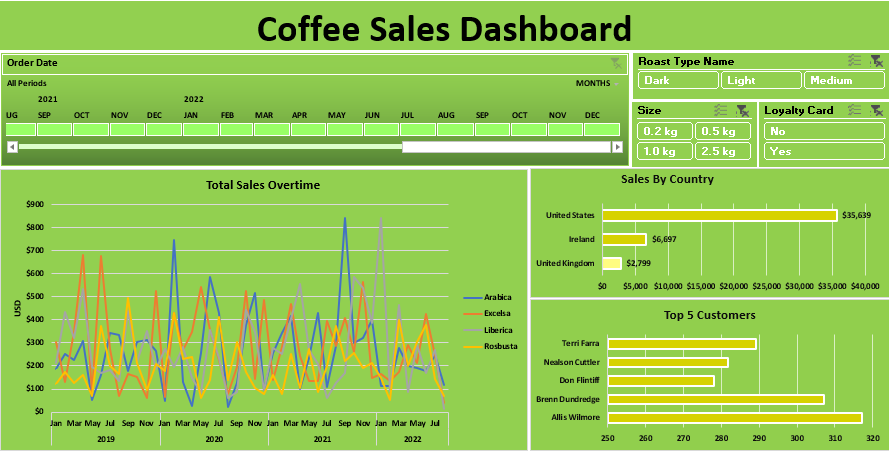 Coffee Sales Dashboard
Order Date
All Periods MONTHS
2021 2022
UG SEP OCT NOV DEC JAN FEB MAR APR MAY JUN JUL AUG SEP OCT NOV DEC
Roast Type Name
Dark Light Medium
Size
0.2 kg 0.5 kg
1.0 kg 2.5 kg
Loyalty Card
No
Yes
Total Sales Overtime
USD
$900
$800
$700
$600
$500
$400
$300
$200
$100
$0
Jan Mar May Jul Sep Nov Jan Mar May Jul Sep Nov Jan Mar May Jul Sep Nov Jan Mar May Jul
2019 2020 2021 2022
Arabica
Excelsa
Liberica
Rosbusta
Sales By Country
United States $35,639
Ireland $6,697
United Kingdom $2,799
$0 $5,000 $10,000 $15,000 $20,000 $25,000 $30,000 $35,000 $40,000
Top 5 Customers
Terri Farra
Nealson Cuttler
Don Flintiff
Brenn Dundredge
Allis Wilmore
250 260 270 280 290 300 310 320